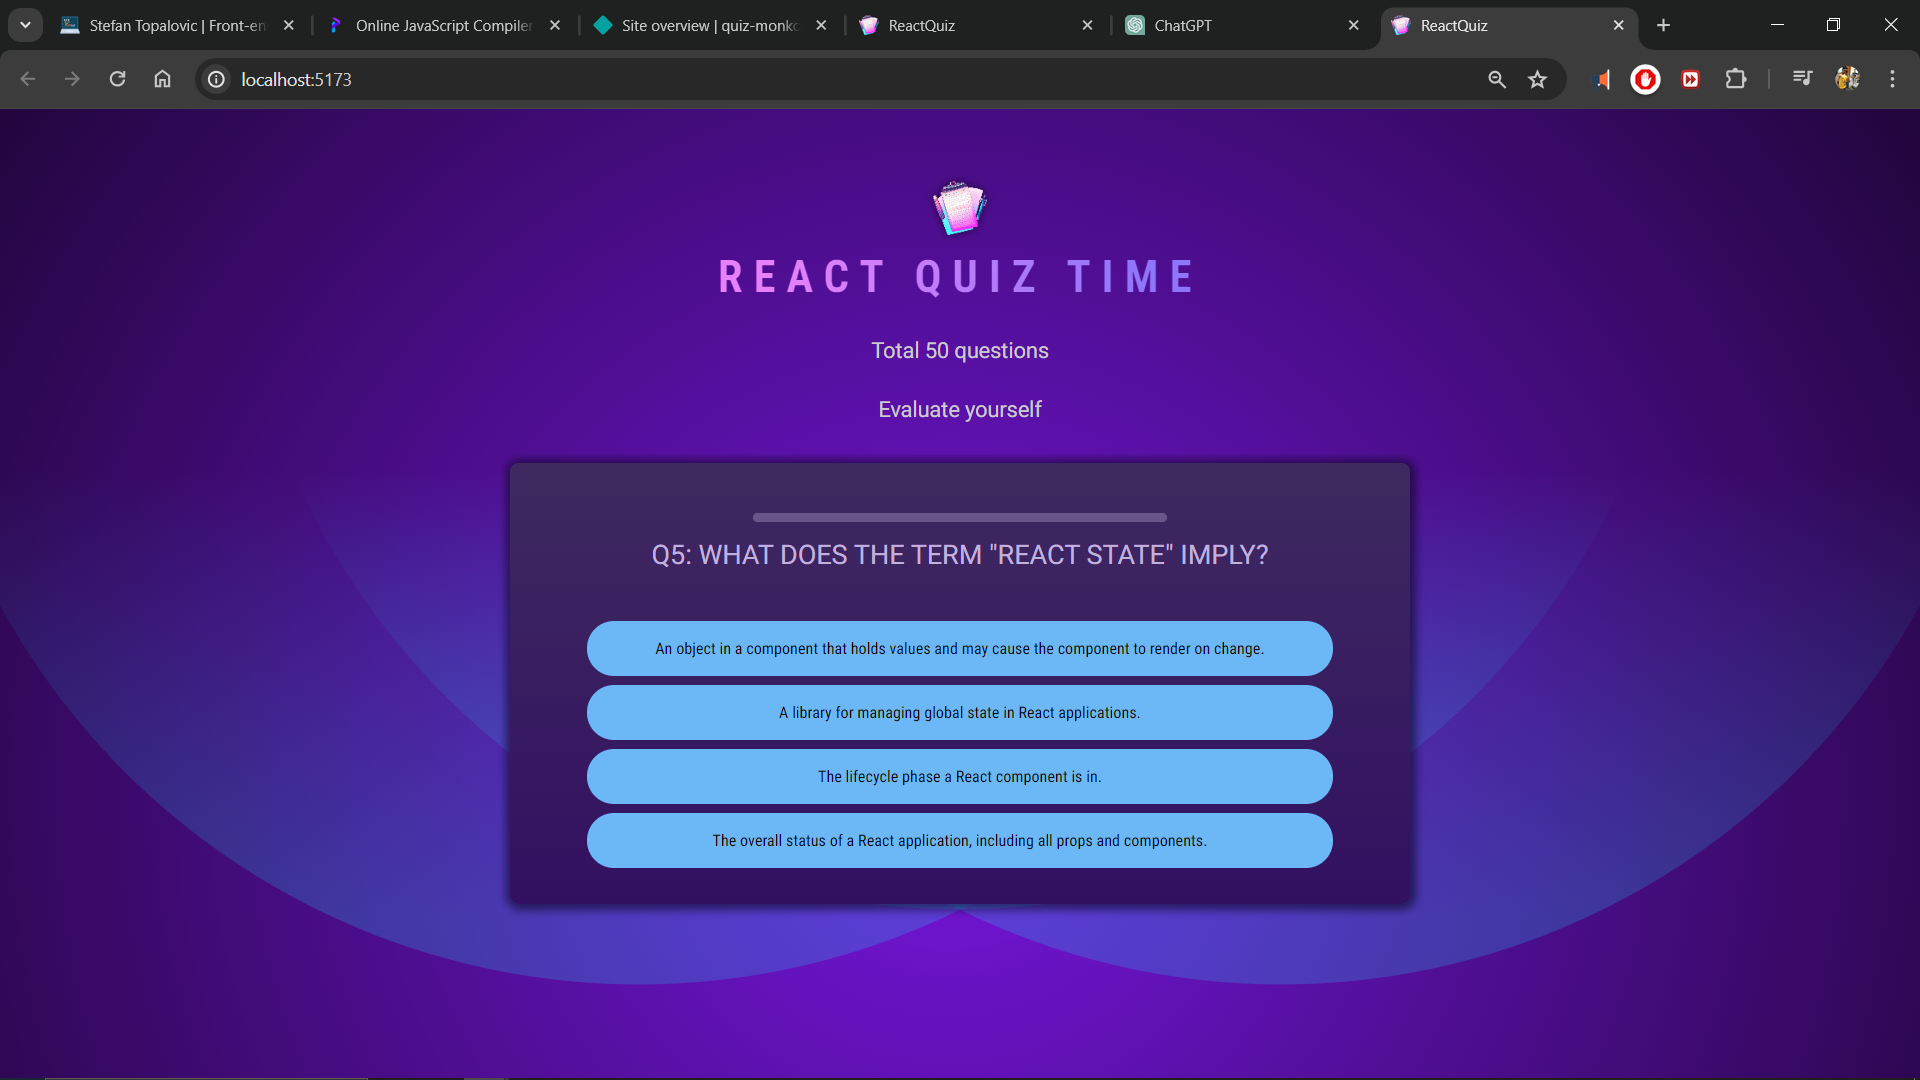 Stefan Topalovic | Front-en
Online JavaScript Compiler
Site overview | quiz-monko
ReactQuiz
ChatGPT
ReactQuiz
localhost:5173
REACT QUIZ TIME
Total 50 questions
Evaluate yourself
Q5: WHAT DOES THE TERM "REACT STATE" IMPLY?
An object in a component that holds values and may cause the component to render on change.
A library for managing global state in React applications.
The lifecycle phase a React component is in.
The overall status of a React application, including all props and components.